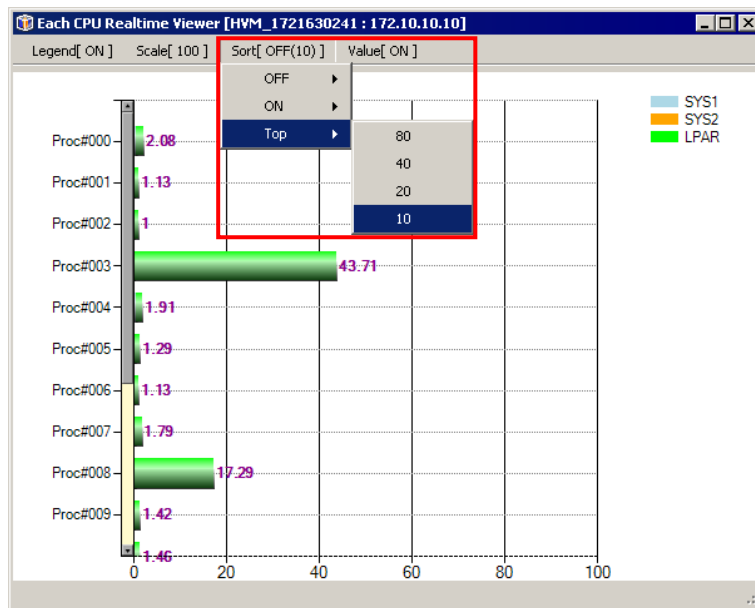 Each CPU Realtime Viewer [HVM_1721630241 : 172.10.10.10]
Legend[ ON ] Scale[ 100 ] Sort[ OFF(10) ] Value[ ON ]
OFF
ON
Top
80
40
20
10
SYS1
SYS2
LPAR
Proc#000 2.08
Proc#001 1.13
Proc#002 1
Proc#003 43.71
Proc#004 1.91
Proc#005 1.29
Proc#006 1.13
Proc#007 1.79
Proc#008 17.29
Proc#009 1.42
1.46
0 20 40 60 80 100